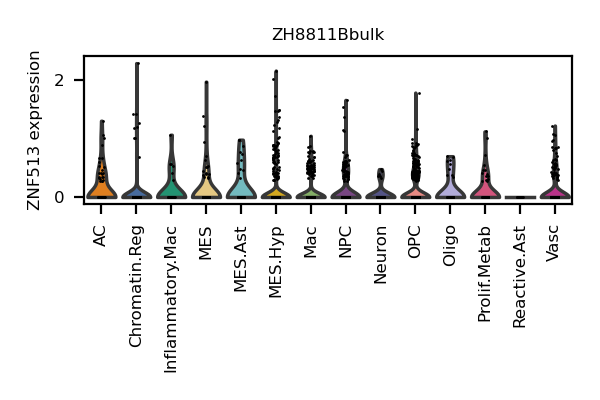 ZH8811Bbulk
ZNF513 expression
2
0
AC
Chromatin.Reg
Inflammatory.Mac
MES
MES.Ast
MES.Hyp
Mac
NPC
Neuron
OPC
Oligo
Prolif.Metab
Reactive.Ast
Vasc